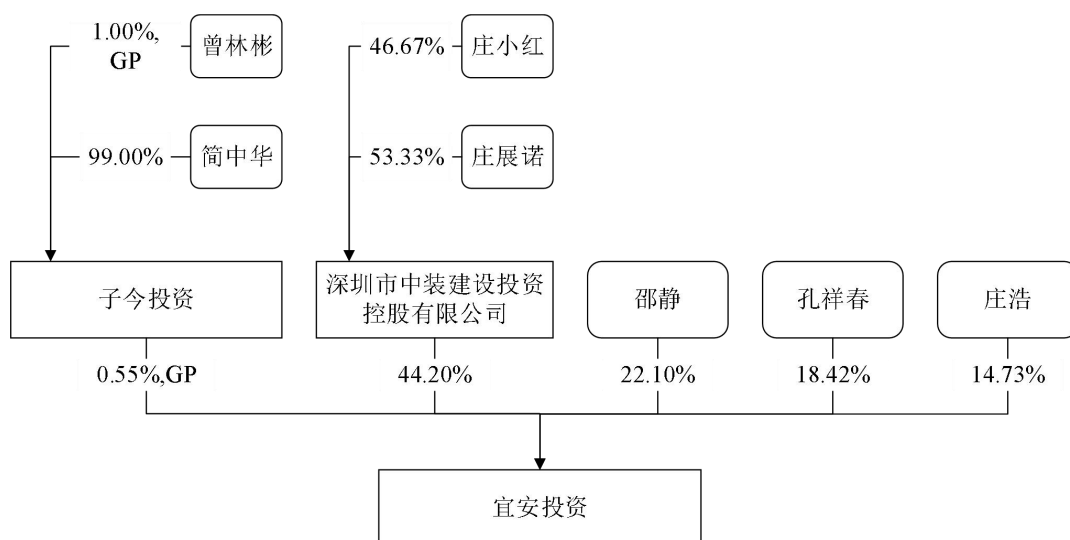 1.00%,
GP
曾林彬
46.67%
庄小红
99.00%
简中华
53.33%
庄展诺
子今投资
深圳市中装建设投资
控股有限公司
邵静
孔祥春
庄浩
0.55%,GP
44.20%
22.10%
18.42%
14.73%
宜安投资